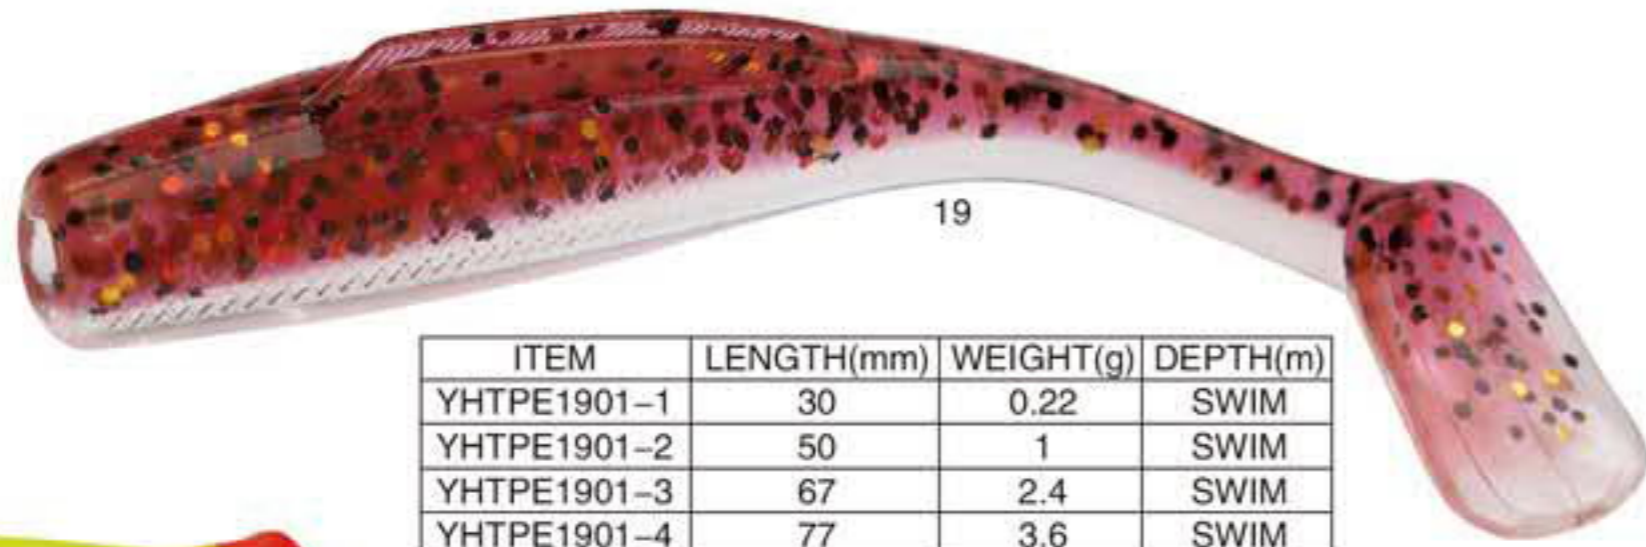 19
ITEM LENGTH(mm) WEIGHT(g) DEPTH(m)
YHTPE1901–1 30 0.22 SWIM
YHTPE1901–2 50 1 SWIM
YHTPE1901–3 67 2.4 SWIM
YHTPE1901–4 77 3.6 SWIM